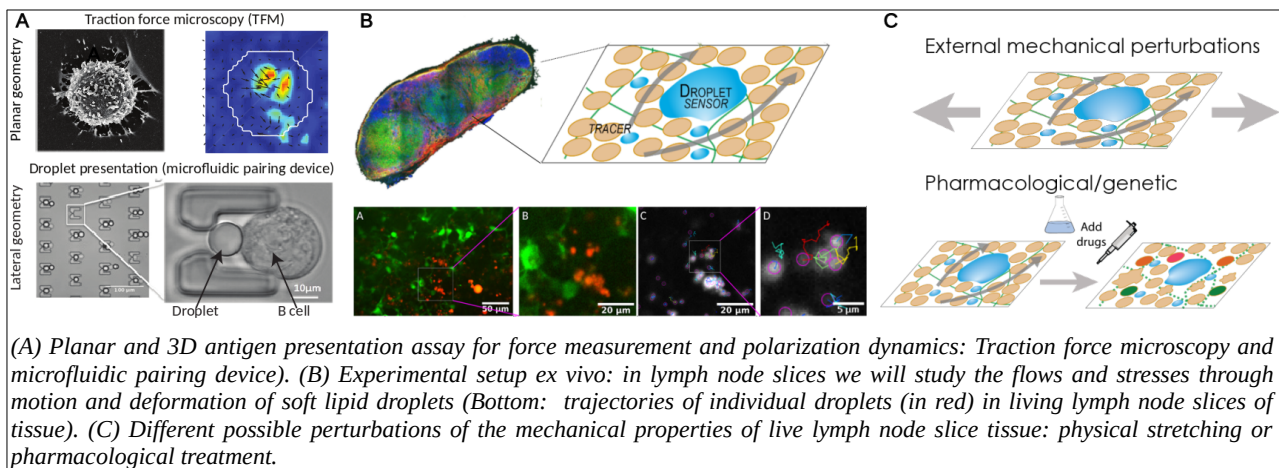 A
Traction force microscopy (TFM)
Planar geometry
Droplet presentation (microfluidic pairing device)
Lateral geometry
10μm
Droplet
B cell
B
DROPLET
SENSOR
TRACER
A
B
C
D
50 μm
20 μm
20 μm
5 μm
C
External mechanical perturbations
Pharmacological/genetic
Add
drugs
(A) Planar and 3D antigen presentation assay for force measurement and polarization dynamics: Traction force microscopy and
microfluidic pairing device). (B) Experimental setup ex vivo: in lymph node slices we will study the flows and stresses through
motion and deformation of soft lipid droplets (Bottom: trajectories of individual droplets (in red) in living lymph node slices of
tissue). (C) Different possible perturbations of the mechanical properties of live lymph node slice tissue: physical stretching or
pharmacological treatment.